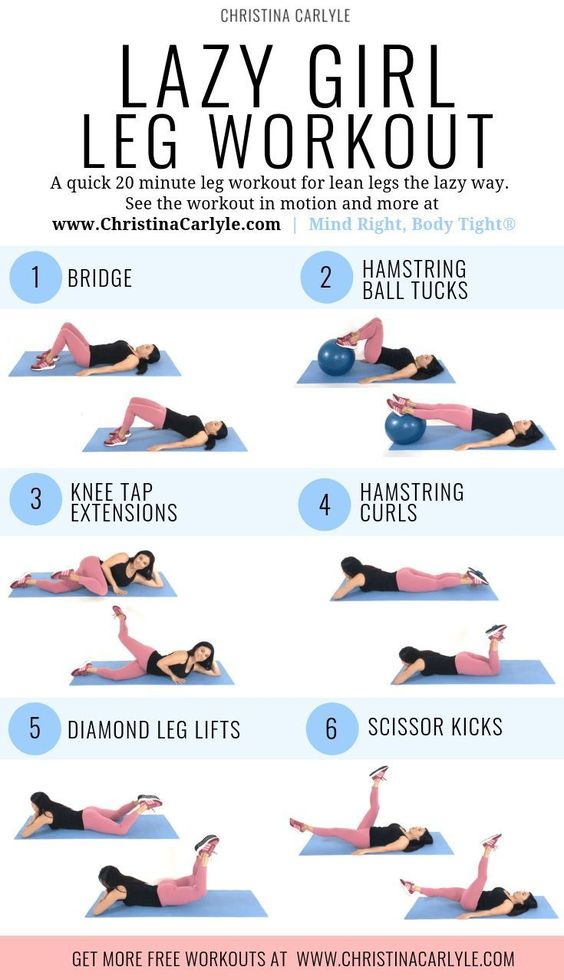 CHRISTINA CARLYLE
LAZY GIRL
LEG WORKOUT
A quick 20 minute leg workout for lean legs the lazy way.
See the workout in motion and more at
www.ChristinaCarlyle.com | Mind Right, Body Tight®
1 BRIDGE
2 HAMSTRING
BALL TUCKS
3 KNEE TAP
EXTENSIONS
4 HAMSTRING
CURLS
5 DIAMOND LEG LIFTS
6 SCISSOR KICKS
GET MORE FREE WORKOUTS AT WWW.CHRISTINACARLYLE.COM